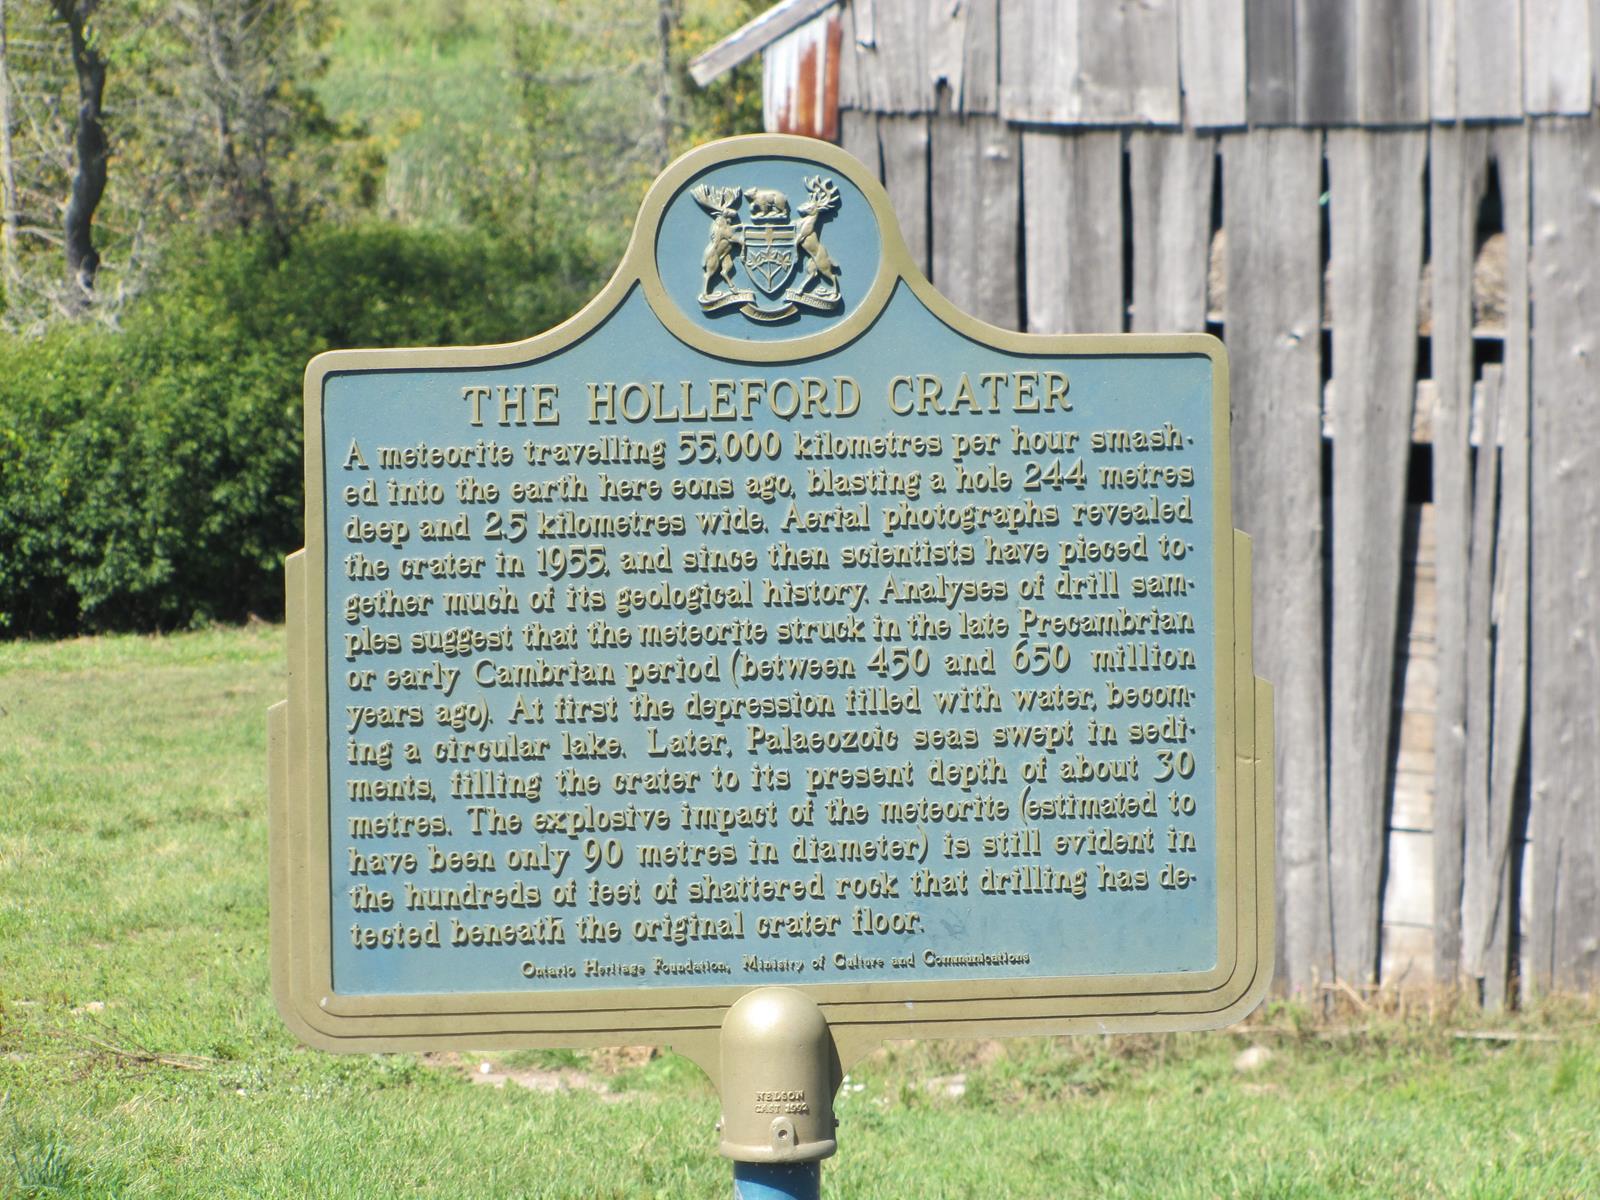 THE HOLLEFORD CRATER
A meteorite travelling 55,000 kilometres per hour smash-
ed into the earth here eons ago, blasting a hole 244 metres
deep and 2.5 kilometres wide. Aerial photographs revealed
the crater in 1955, and since then scientists have pieced to-
gether much of its geological history. Analyses of drill sam-
ples suggest that the meteorite struck in the late Precambrian
or early Cambrian period (between 450 and 650 million
years ago). At first the depression filled with water, becom-
ing a circular lake. Later, Palaeozoic seas swept in sedi-
ments, filling the crater to its present depth of about 30
metres. The explosive impact of the meteorite (estimated to
have been only 90 metres in diameter) is still evident in
the hundreds of feet of shattered rock that drilling has de-
tected beneath the original crater floor.
Ontario Heritage Foundation, Ministry of Culture and Communications
NELSON
CAST 1992